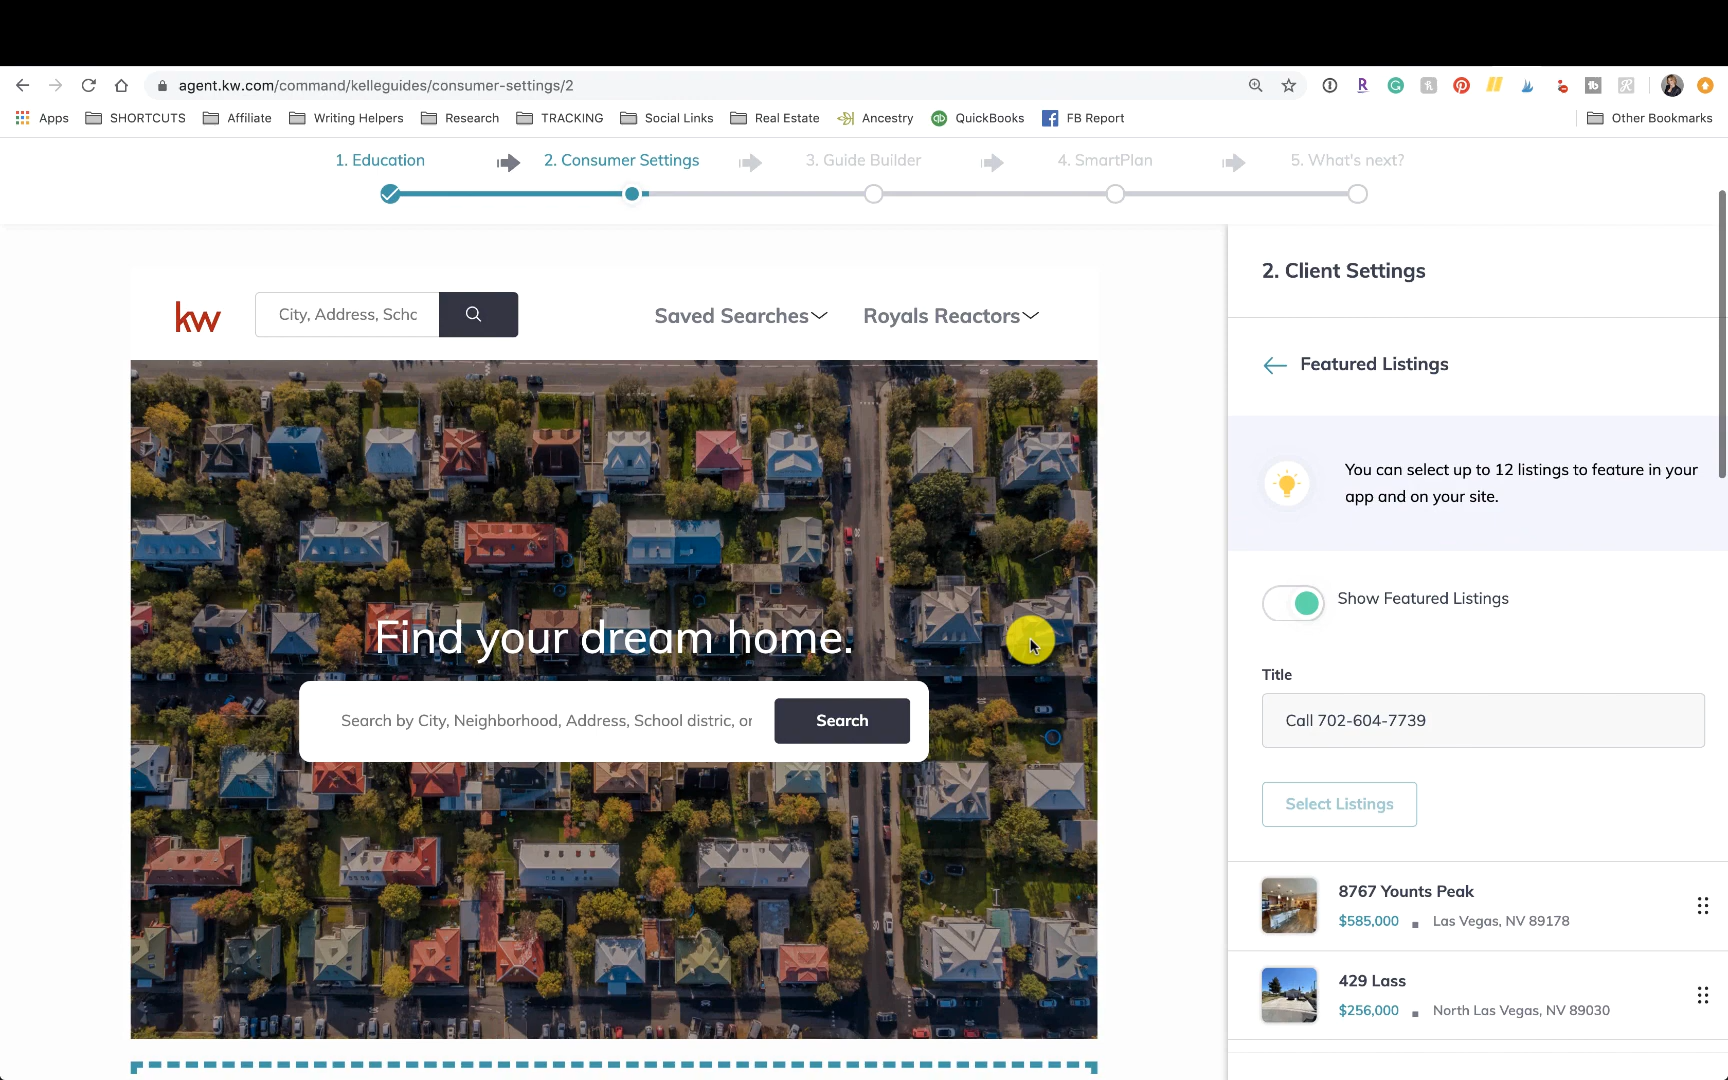 agent.kw.com/command/kelleguides/consumer-settings/2
Apps SHORTCUTS Affiliate Writing Helpers Research TRACKING Social Links Real Estate Ancestry QuickBooks FB Report Other Bookmarks
1. Education 2. Consumer Settings 3. Guide Builder 4. SmartPlan 5. What's next?
kw City, Address, Scho Saved Searches Royals Reactors
Find your dream home.
Search by City, Neighborhood, Address, School distric, or Search
2. Client Settings
Featured Listings
You can select up to 12 listings to feature in your
app and on your site.
Show Featured Listings
Title
Call 702-604-7739
Select Listings
8767 Younts Peak
$585,000 Las Vegas, NV 89178
429 Lass
$256,000 North Las Vegas, NV 89030